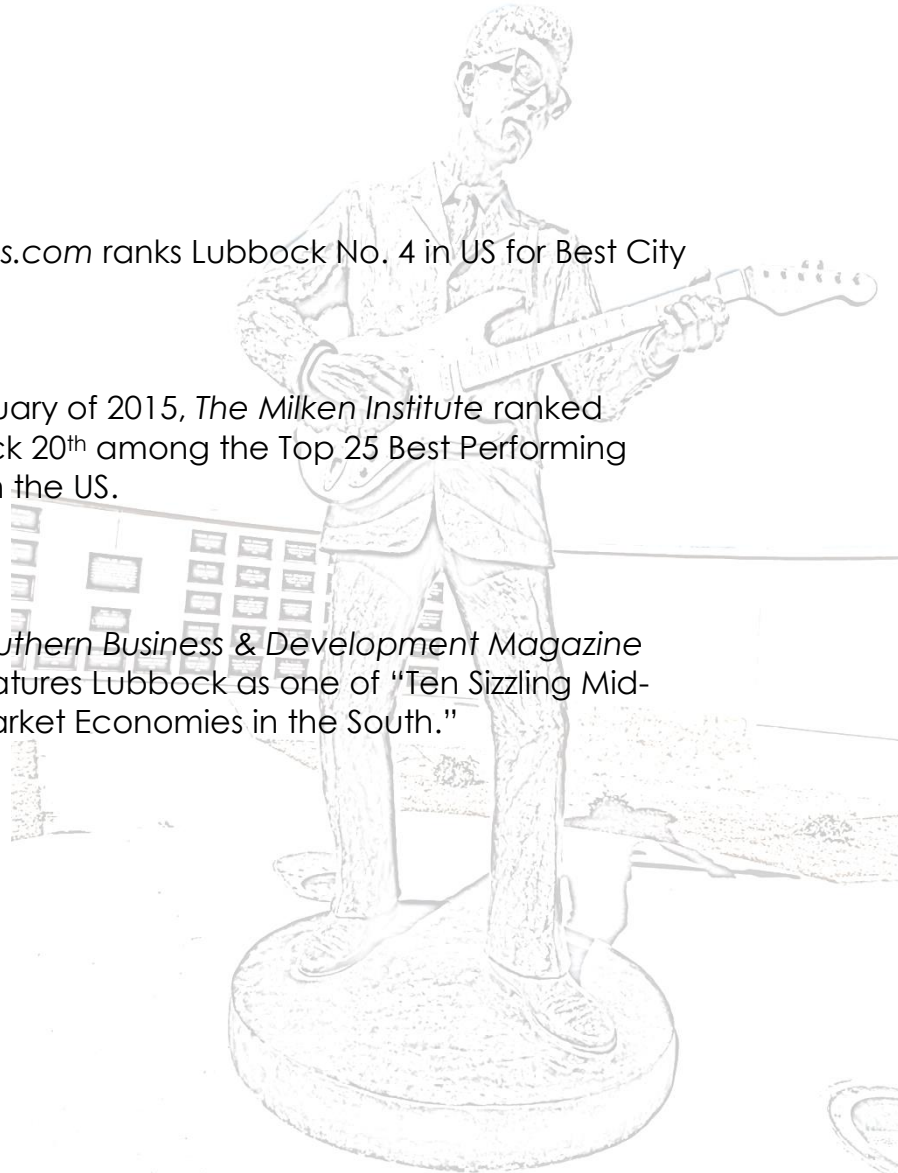 s.com ranks Lubbock No. 4 in US for Best City
uary of 2015, The Milken Institute ranked
ck 20th among the Top 25 Best Performing
n the US.
uthern Business & Development Magazine
atures Lubbock as one of “Ten Sizzling Mid-
arket Economies in the South.”